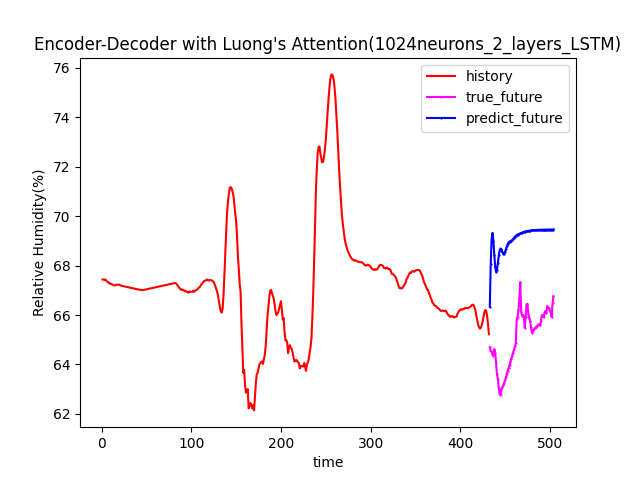 Encoder-Decoder with Luong's Attention(1024neurons_2_layers_LSTM)
history
true_future
predict_future
Relative Humidity(%)
76
74
72
70
68
66
64
62
0 100 200 300 400 500
time